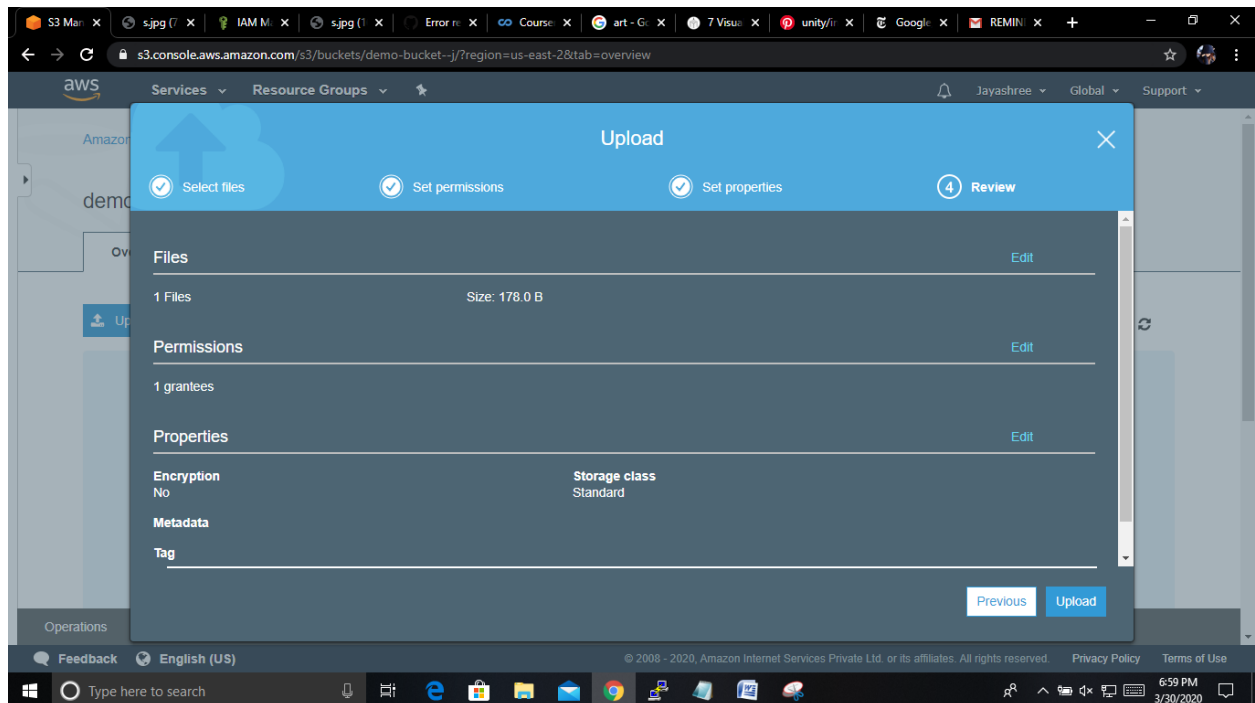 S3 Man s.jpg (7 IAM M s.jpg (1 Error re Course: art - Go 7 Visua unity/ir Google REMINI
s3.console.aws.amazon.com/s3/buckets/demo-bucket--j/?region=us-east-2&tab=overview
aws Services Resource Groups Jayashree Global Support
Amazon
Upload
Select files Set permissions Set properties 4 Review
demo
Ov
Files Edit
1 Files Size: 178.0 B
Up
Permissions Edit
1 grantees
Properties Edit
Encryption Storage class
No Standard
Metadata
Tag
Previous Upload
Operations
Feedback English (US) © 2008 - 2020, Amazon Internet Services Private Ltd. or its affiliates. All rights reserved. Privacy Policy Terms of Use
Type here to search 6:59 PM
3/30/2020